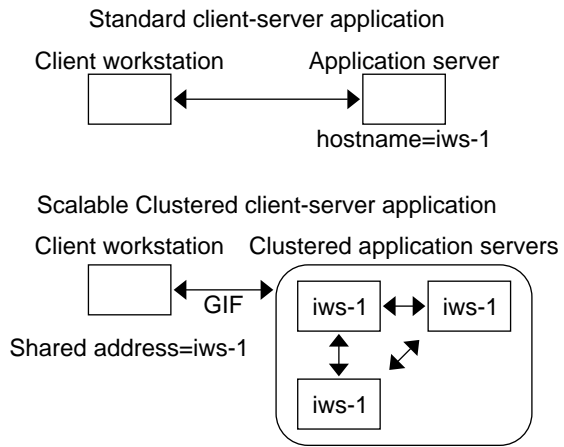 Standard client-server application
Client workstation
Application server
hostname=iws-1
Scalable Clustered client-server application
Client workstation
Clustered application servers
GIF
iws-1
iws-1
Shared address=iws-1
iws-1